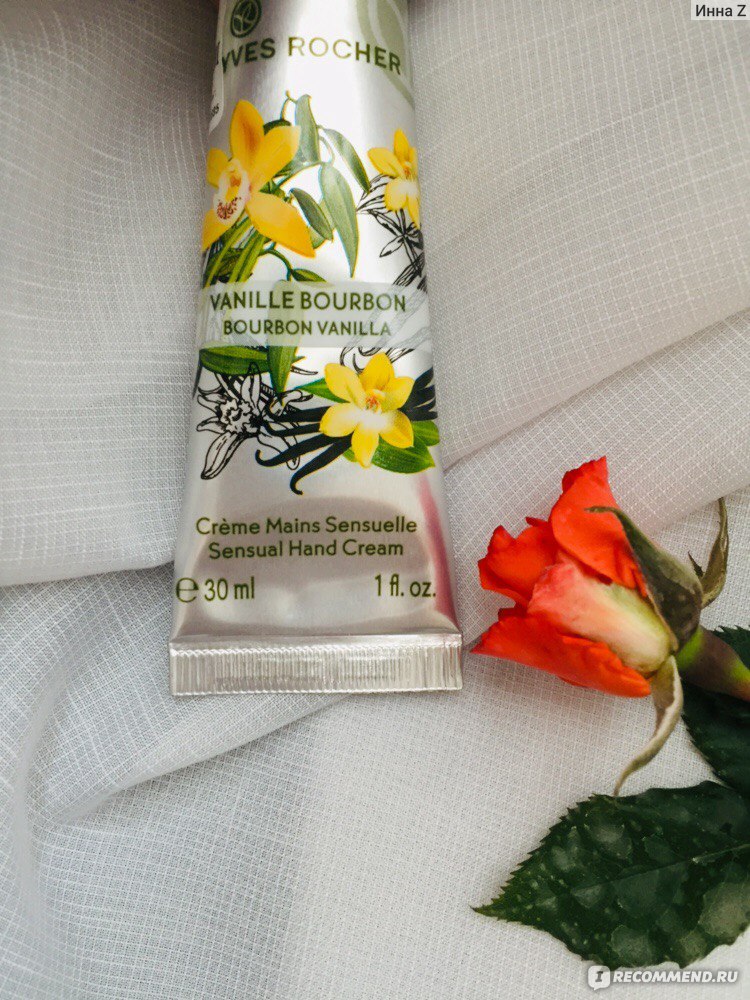 Инна Z
YVES ROCHER
VANILLE BOURBON
BOURBON VANILLA
Crème Mains Sensuelle
Sensual Hand Cream
℮ 30 ml 1 fl. oz.
I RECOMMEND.RU